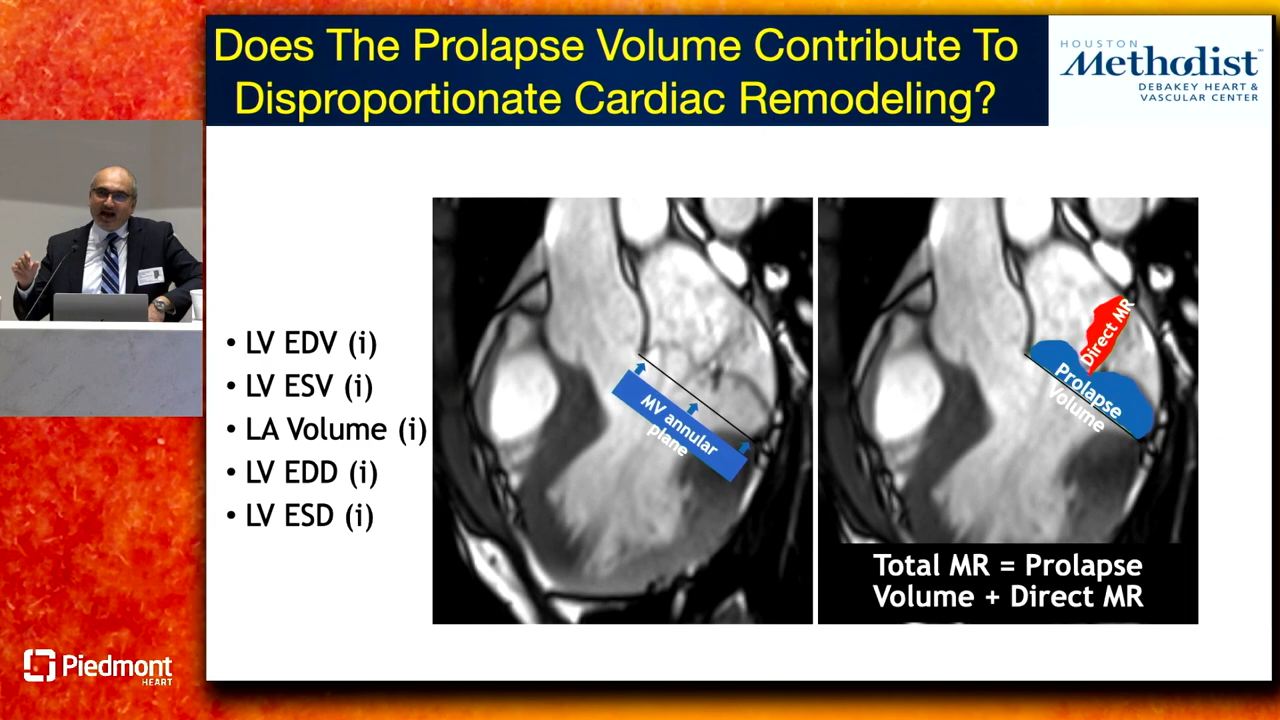 Does The Prolapse Volume Contribute To
Disproportionate Cardiac Remodeling?
HOUSTON
Methodist
DEBAKEY HEART &
VASCULAR CENTER
• LV EDV (i)
• LV ESV (i)
• LA Volume (i)
• LV EDD (i)
• LV ESD (i)
MV annular
plane
Direct MR
Prolapse
Volume
Total MR = Prolapse
Volume + Direct MR
Piedmont
HEART